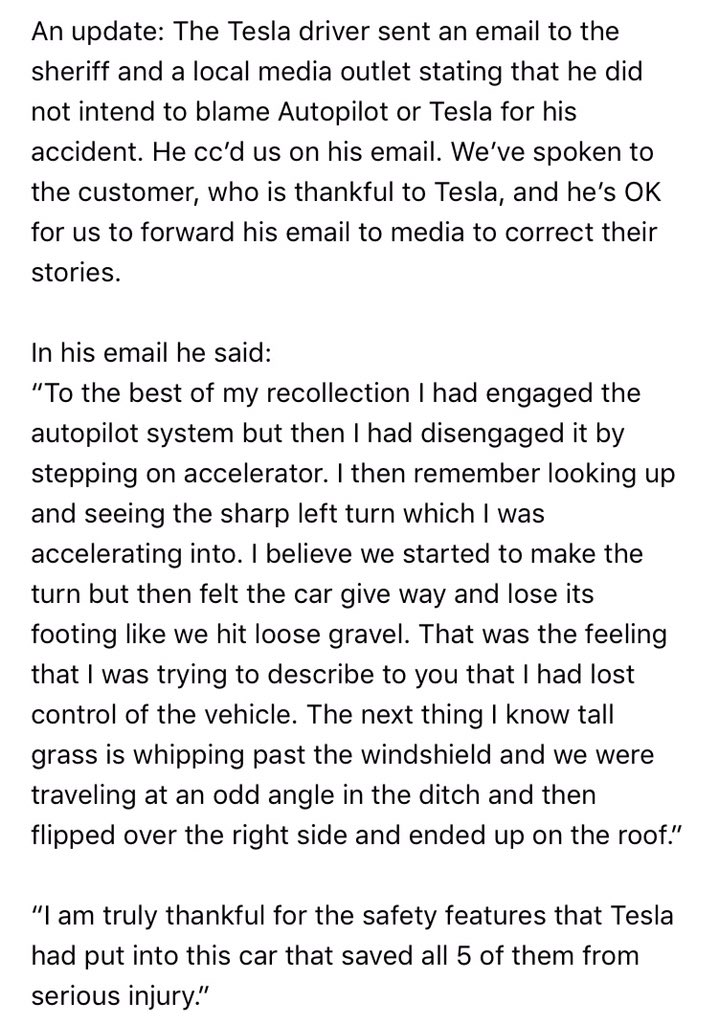 An update: The Tesla driver sent an email to the
sheriff and a local media outlet stating that he did
not intend to blame Autopilot or Tesla for his
accident. He cc’d us on his email. We’ve spoken to
the customer, who is thankful to Tesla, and he’s OK
for us to forward his email to media to correct their
stories.

In his email he said:
“To the best of my recollection I had engaged the
autopilot system but then I had disengaged it by
stepping on accelerator. I then remember looking up
and seeing the sharp left turn which I was
accelerating into. I believe we started to make the
turn but then felt the car give way and lose its
footing like we hit loose gravel. That was the feeling
that I was trying to describe to you that I had lost
control of the vehicle. The next thing I know tall
grass is whipping past the windshield and we were
traveling at an odd angle in the ditch and then
flipped over the right side and ended up on the roof.”

“I am truly thankful for the safety features that Tesla
had put into this car that saved all 5 of them from
serious injury.”